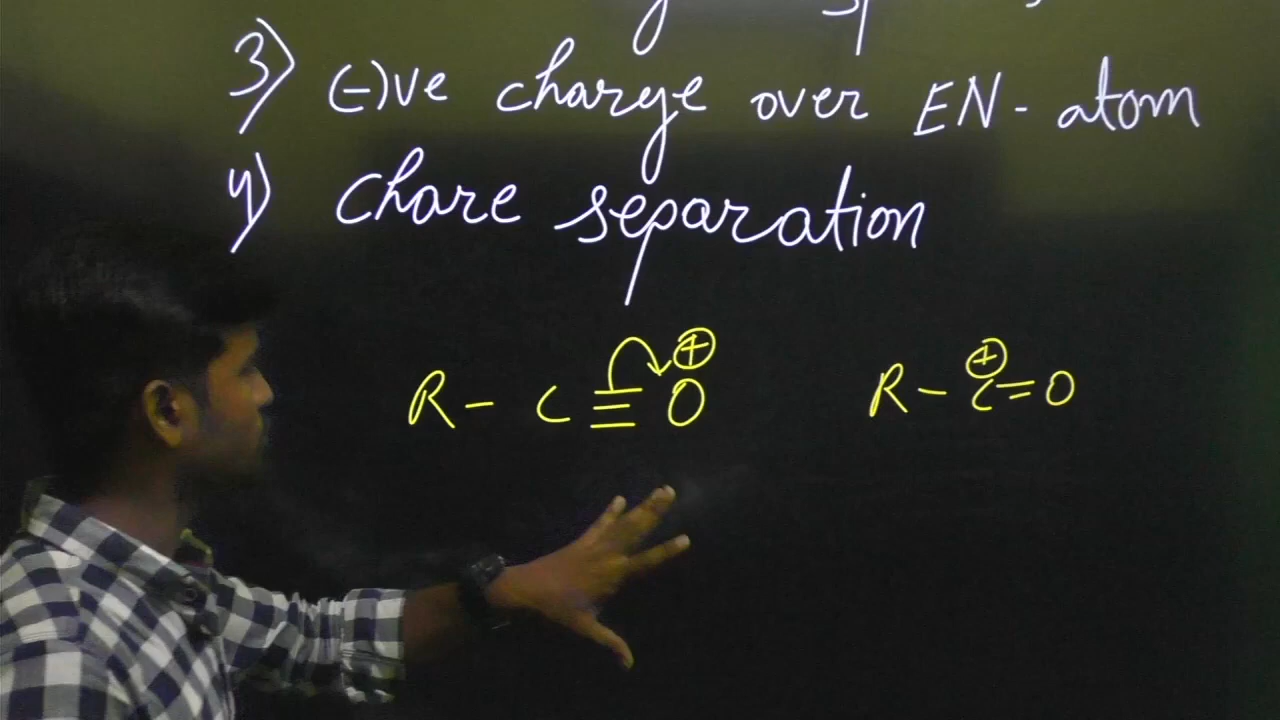 3) (-)ve charge over EN- atom
4) Chare separation
R - C ≡ O ⊕ R - C⊕ = O